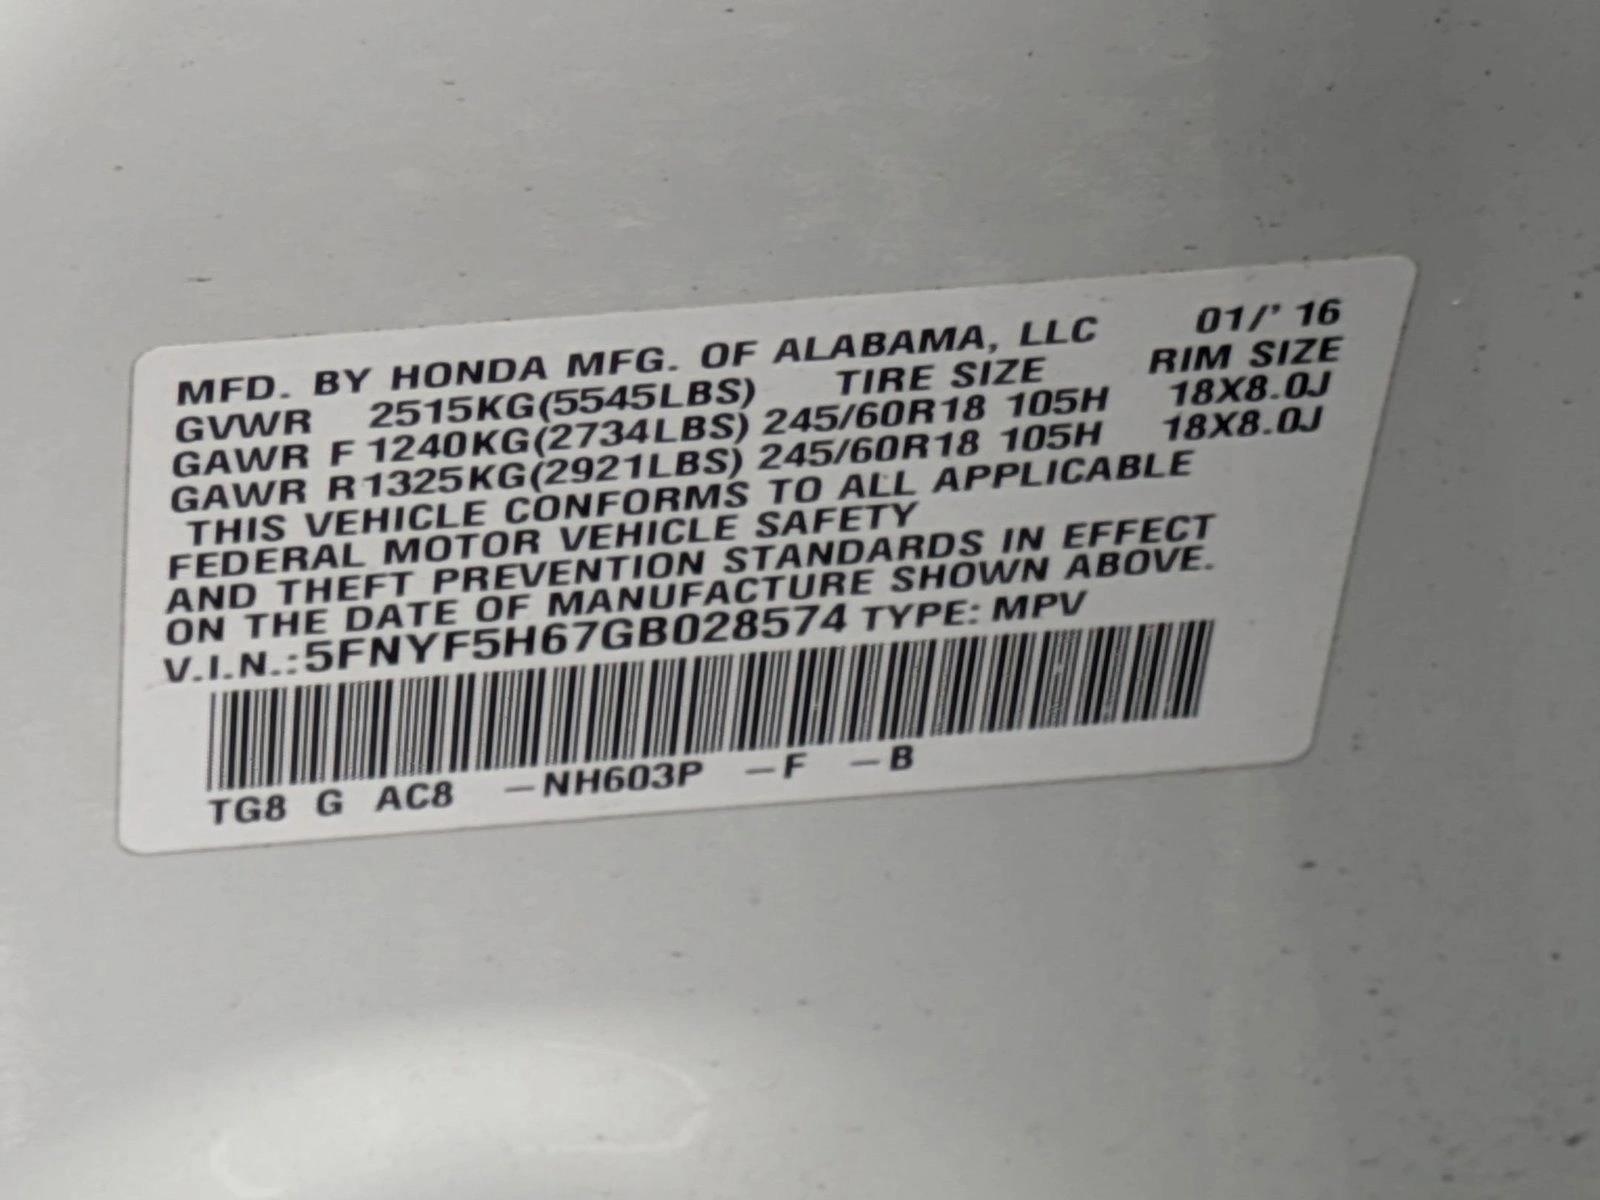 MFD. BY HONDA MFG. OF ALABAMA, LLC 01/' 16
GVWR 2515KG(5545LBS) TIRE SIZE RIM SIZE
GAWR F 1240KG(2734LBS) 245/60R18 105H 18X8.0J
GAWR R1325KG(2921LBS) 245/60R18 105H 18X8.0J
THIS VEHICLE CONFORMS TO ALL APPLICABLE
FEDERAL MOTOR VEHICLE SAFETY
AND THEFT PREVENTION STANDARDS IN EFFECT
ON THE DATE OF MANUFACTURE SHOWN ABOVE.
V.I.N.:5FNYF5H67GB028574 TYPE: MPV
TG8 G AC8 -NH603P -F -B